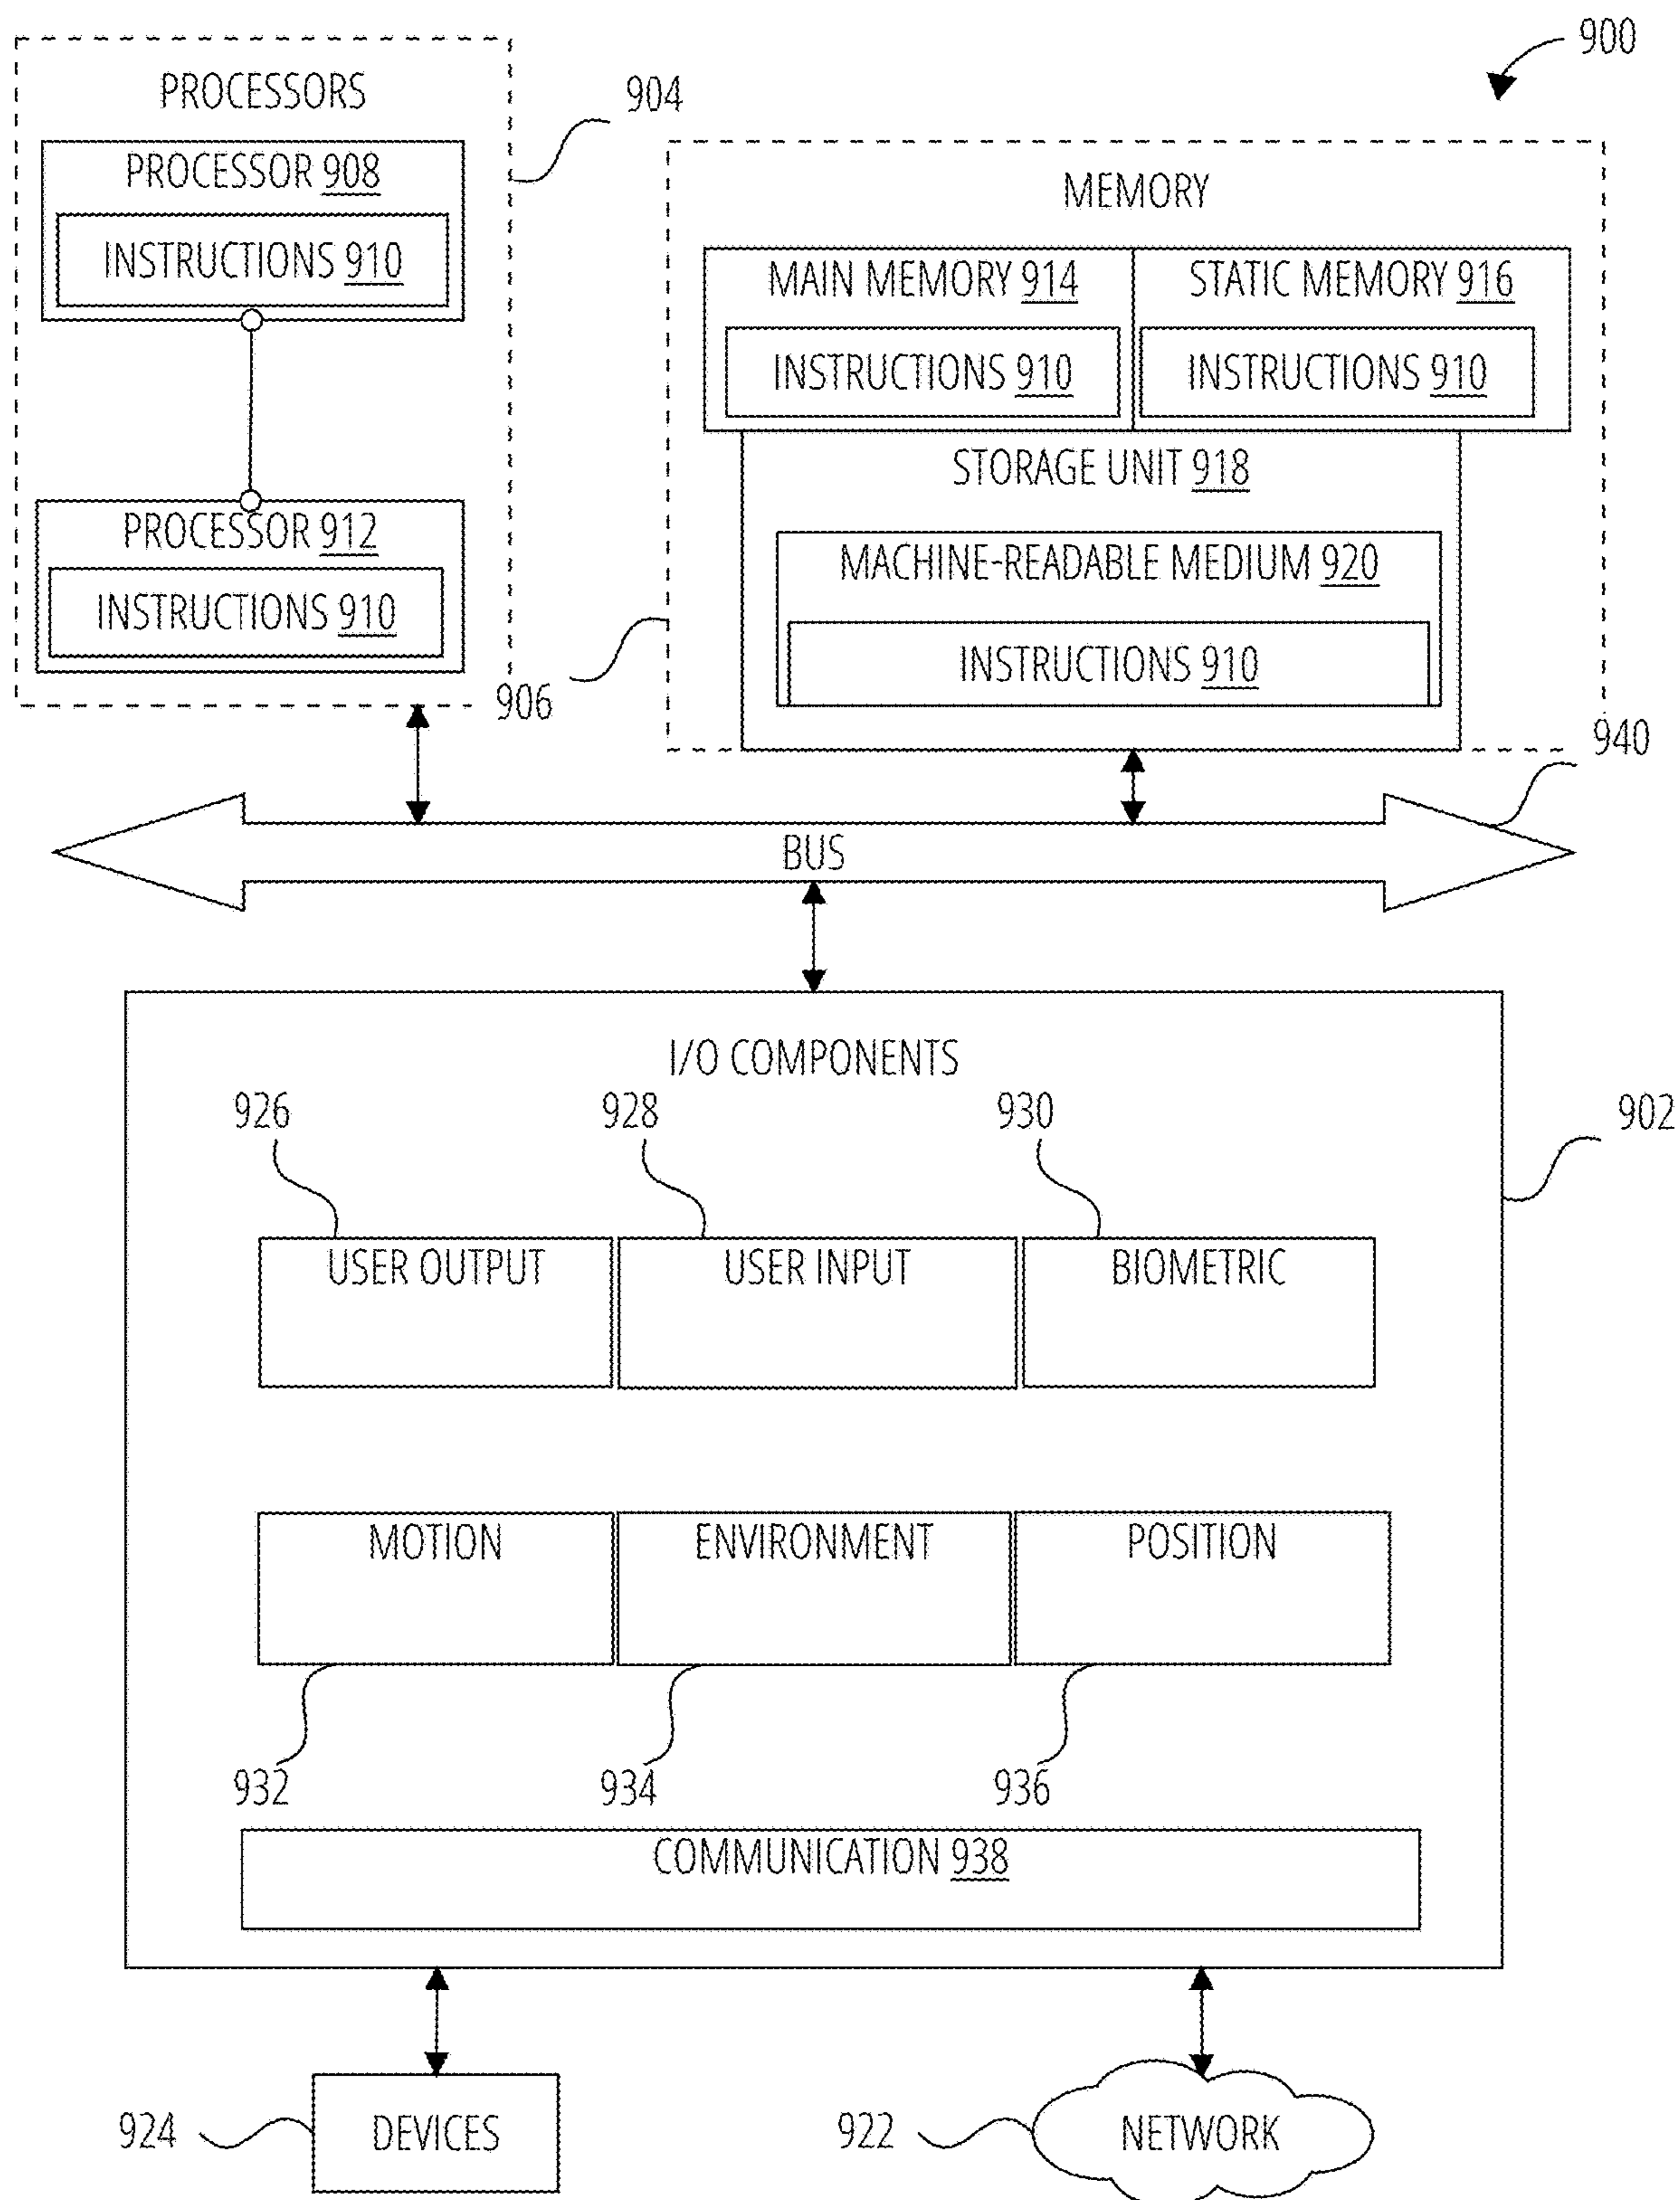 900
PROCESSORS
904
PROCESSOR 908
INSTRUCTIONS 910
MEMORY
MAIN MEMORY 914
STATIC MEMORY 916
INSTRUCTIONS 910
INSTRUCTIONS 910
STORAGE UNIT 918
PROCESSOR 912
INSTRUCTIONS 910
MACHINE-READABLE MEDIUM 920
INSTRUCTIONS 910
906
940
BUS
I/O COMPONENTS
926
928
930
902
USER OUTPUT
USER INPUT
BIOMETRIC
MOTION
ENVIRONMENT
POSITION
932
934
936
COMMUNICATION 938
924
DEVICES
922
NETWORK